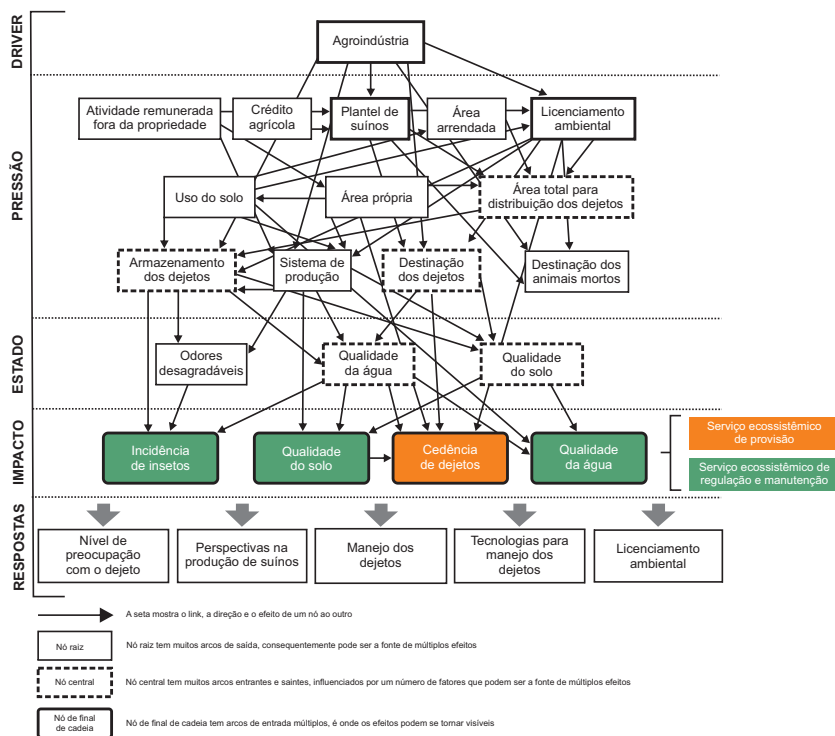 DRIVER
Agroindústria
PRESSÃO
Atividade remunerada
fora da propriedade
Crédito
agrícola
Plantel de
suínos
Área
arrendada
Licenciamento
ambiental
Uso do solo
Área própria
Área total para
distribuição dos dejetos
Armazenamento
dos dejetos
Sistema de
produção
Destinação
dos dejetos
Destinação dos
animais mortos
ESTADO
Odores
desagradáveis
Qualidade
da água
Qualidade
do solo
IMPACTO
Incidência
de insetos
Qualidade
do solo
Cedência
de dejetos
Qualidade
da água
Serviço ecossistêmico
de provisão
Serviço ecossistêmico de
regulação e manutenção
RESPOSTAS
Nível de
preocupação
com o dejeto
Perspectivas na
produção de suínos
Manejo dos
dejetos
Tecnologias para
manejo dos
dejetos
Licenciamento
ambiental
A seta mostra o link, a direção e o efeito de um nó ao outro
Nó raiz
Nó raiz tem muitos arcos de saída, consequentemente pode ser a fonte de múltiplos efeitos
Nó central
Nó central tem muitos arcos entrantes e saintes, influenciados por um número de fatores que podem ser a fonte de múltiplos efeitos
Nó de final
de cadeia
Nó de final de cadeia tem arcos de entrada múltiplos, é onde os efeitos podem se tornar visíveis